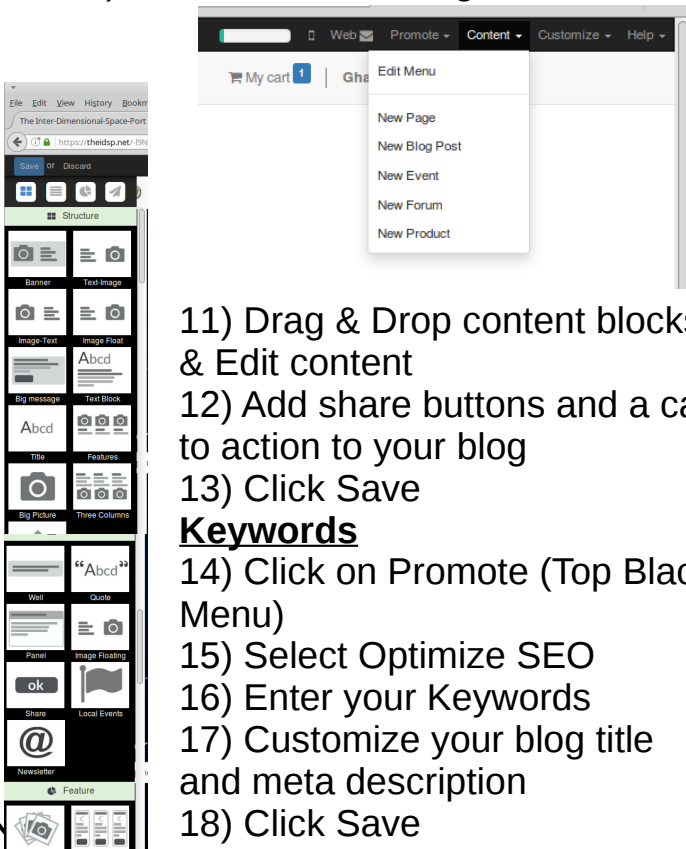 Web Promote Content Customize Help
My cart 1 Gha
Edit Menu
New Page
New Blog Post
New Event
New Forum
New Product
File Edit View History Bookm
The Inter-Dimensional-Space-Port
https://theidsp.net/
Save or Discard
Structure
Banner Text-Image
Image-Text Image Float
Abcd
Big message Text Block
Abcd
Title Features
Big Picture Three Columns
“Abcd”
Well Quote
Panel Image Floating
ok
Share Local Events
@
Newsletter
Feature
11) Drag & Drop content blocks
& Edit content
12) Add share buttons and a ca
to action to your blog
13) Click Save
Keywords
14) Click on Promote (Top Blac
Menu)
15) Select Optimize SEO
16) Enter your Keywords
17) Customize your blog title
and meta description
18) Click Save